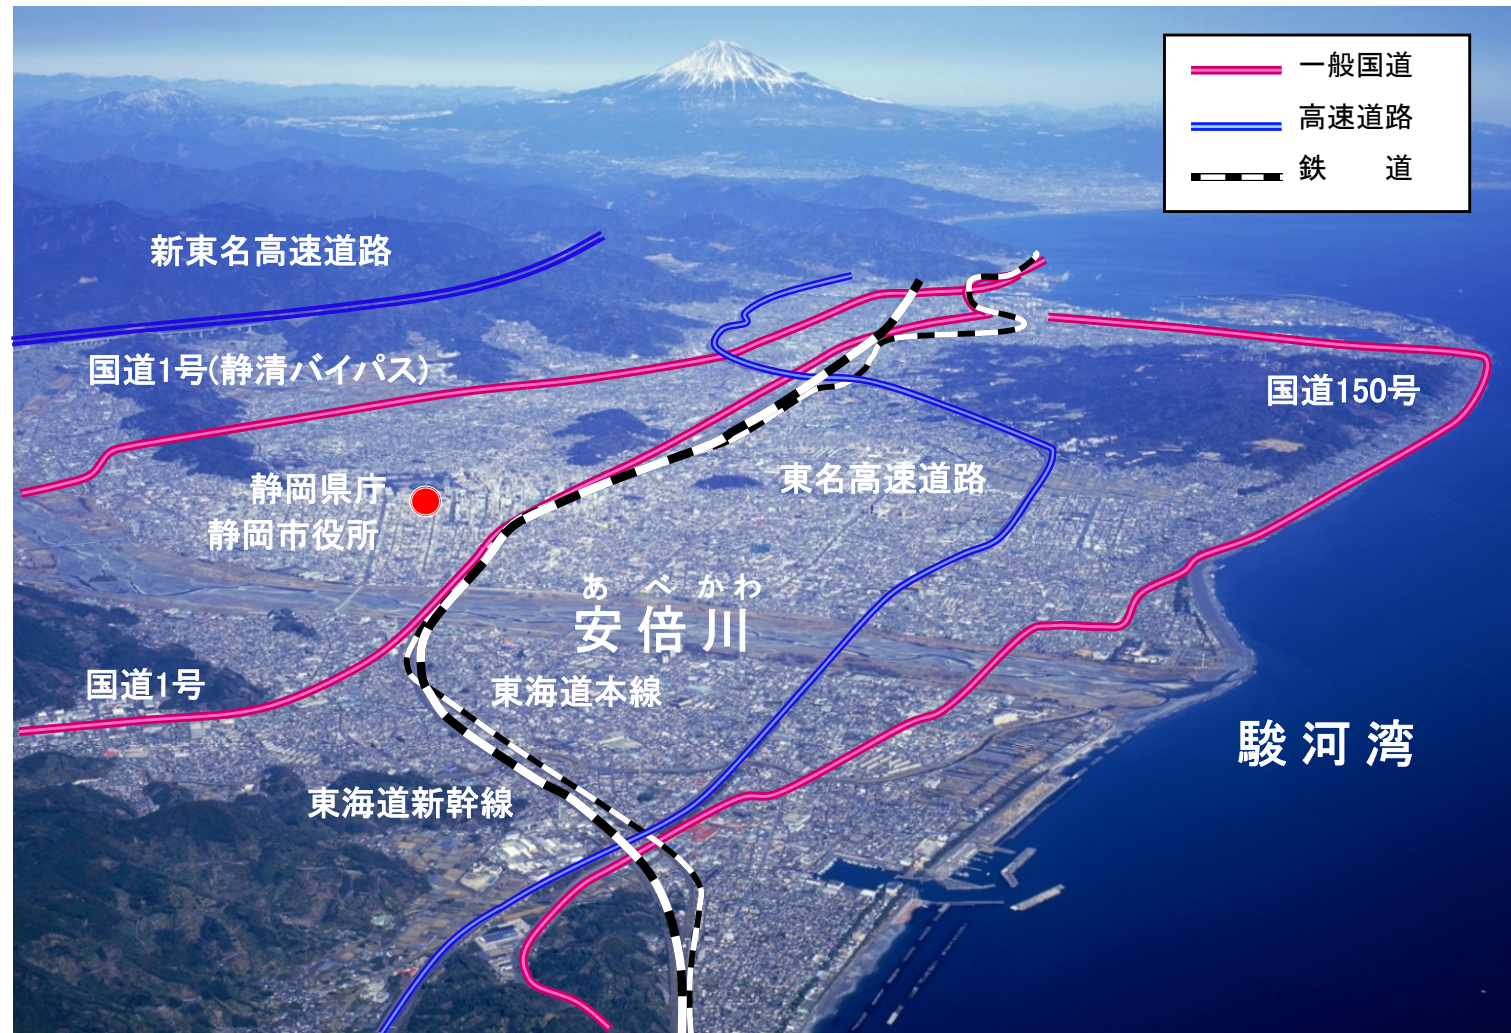 一般国道
高速道路
鉄　　道
新東名高速道路
国道1号(静清バイパス)
国道150号
静岡県庁
静岡市役所
東名高速道路
あ べ かわ
安倍川
国道1号
東海道本線
駿河湾
東海道新幹線